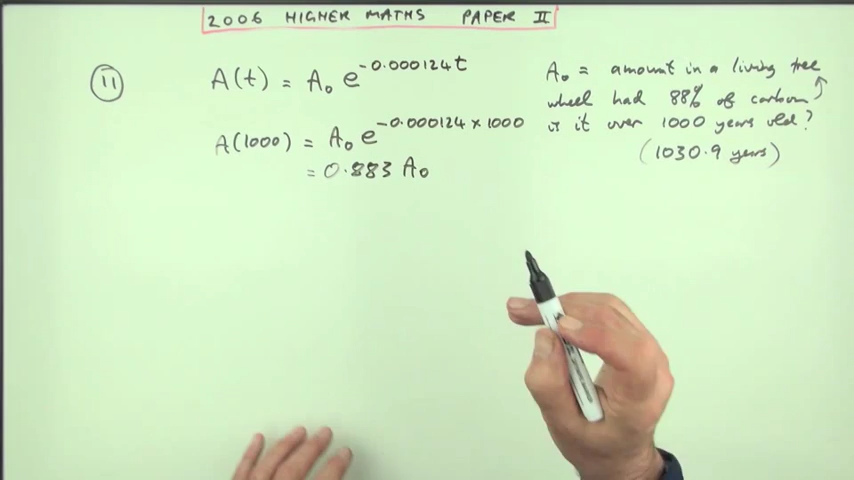 2006 HIGHER MATHS PAPER II
11
A(t) = A₀ e^-0.000124t
A(1000) = A₀ e^-0.000124 × 1000
= 0.883 A₀
A₀ = amount in a living tree
wheel had 88% of carbon
is it over 1000 years old?
(1030.9 years)